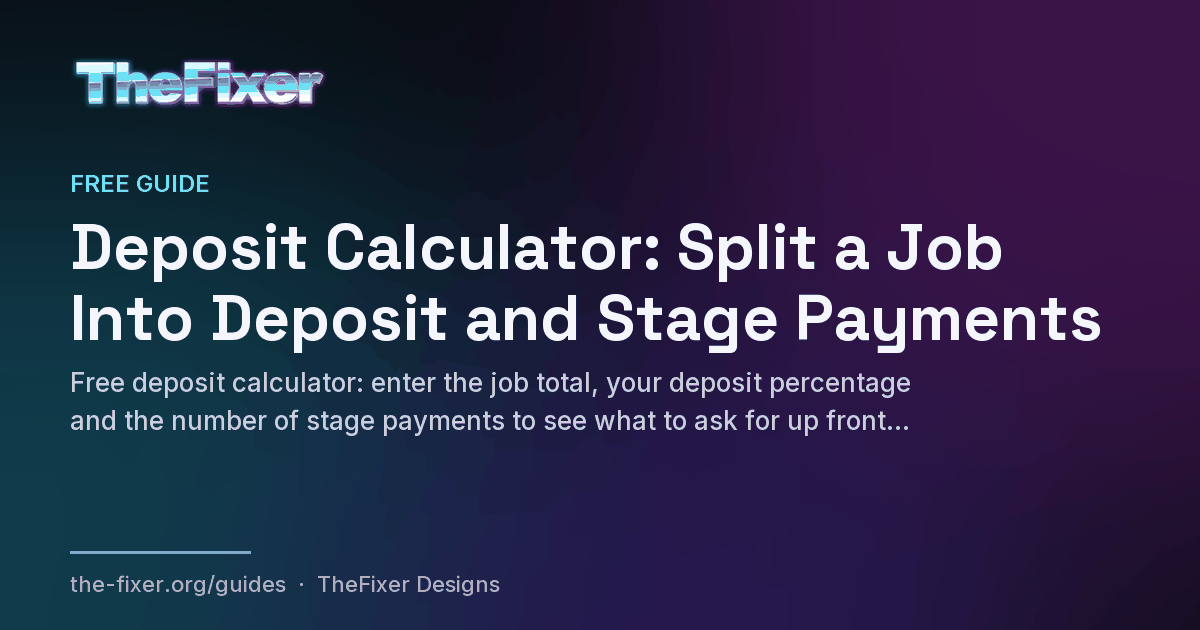 TheFixer
FREE GUIDE
Deposit Calculator: Split a Job
Into Deposit and Stage Payments
Free deposit calculator: enter the job total, your deposit percentage
and the number of stage payments to see what to ask for up front...
the-fixer.org/guides · TheFixer Designs